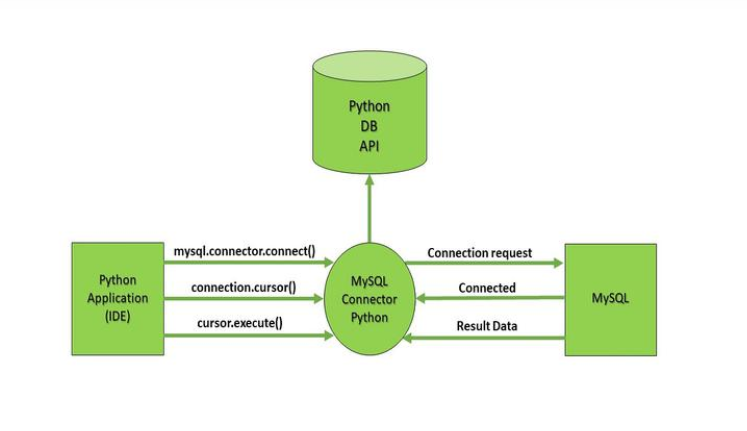 Python
DB
API
mysql.connector.connect()
Connection request
Python
Application
(IDE)
connection.cursor()
MySQL
Connector
Python
Connected
MySQL
cursor.execute()
Result Data